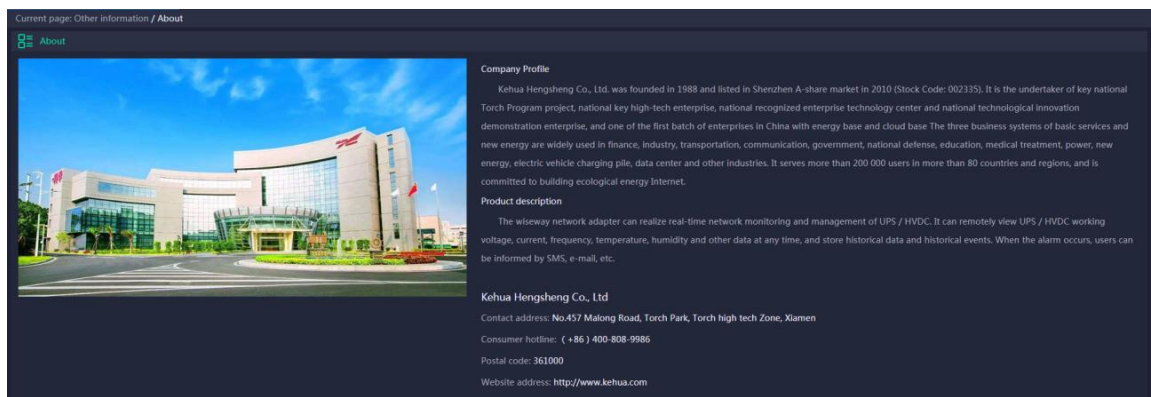 Current page: Other information / About
About
Company Profile
Kehua Hengsheng Co., Ltd. was founded in 1988 and listed in Shenzhen A-share market in 2010 (Stock Code: 002335). It is the undertaker of key national
Torch Program project, national key high-tech enterprise, national recognized enterprise technology center and national technological innovation
demonstration enterprise, and one of the first batch of enterprises in China with energy base and cloud base The three business systems of basic services and
new energy are widely used in finance, industry, transportation, communication, government, national defense, education, medical treatment, power, new
energy, electric vehicle charging pile, data center and other industries. It serves more than 200 000 users in more than 80 countries and regions, and is
committed to building ecological energy Internet.
Product description
The wiseway network adapter can realize real-time network monitoring and management of UPS / HVDC. It can remotely view UPS / HVDC working
voltage, current, frequency, temperature, humidity and other data at any time, and store historical data and historical events. When the alarm occurs, users can
be informed by SMS, e-mail, etc.
Kehua Hengsheng Co., Ltd
Contact address: No.457 Malong Road, Torch Park, Torch high tech Zone, Xiamen
Consumer hotline: ( +86 ) 400-808-9986
Postal code: 361000
Website address: http://www.kehua.com